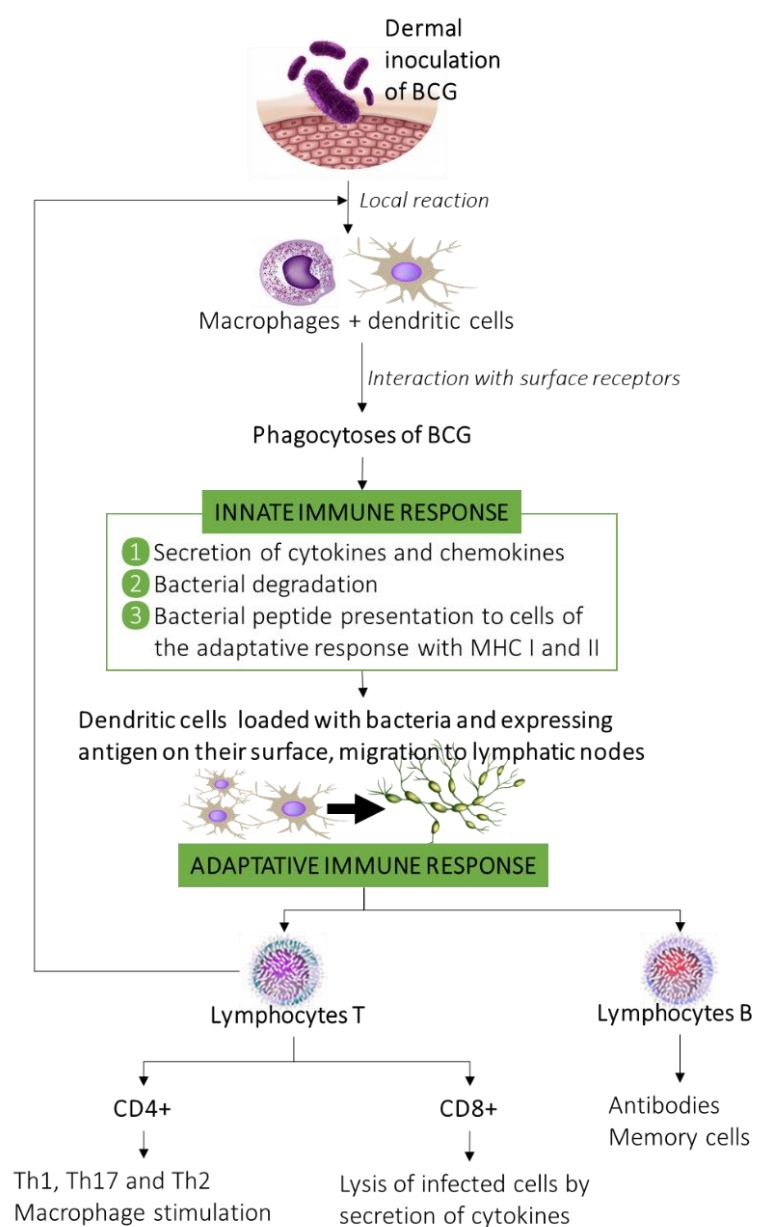 Dermal
inoculation
of BCG
Local reaction
Macrophages + dendritic cells
Interaction with surface receptors
Phagocytoses of BCG
INNATE IMMUNE RESPONSE
1 Secretion of cytokines and chemokines
2 Bacterial degradation
3 Bacterial peptide presentation to cells of
the adaptative response with MHC I and II
Dendritic cells loaded with bacteria and expressing
antigen on their surface, migration to lymphatic nodes
ADAPTATIVE IMMUNE RESPONSE
Lymphocytes T
Lymphocytes B
CD4+
CD8+
Antibodies
Memory cells
Th1, Th17 and Th2
Macrophage stimulation
Lysis of infected cells by
secretion of cytokines